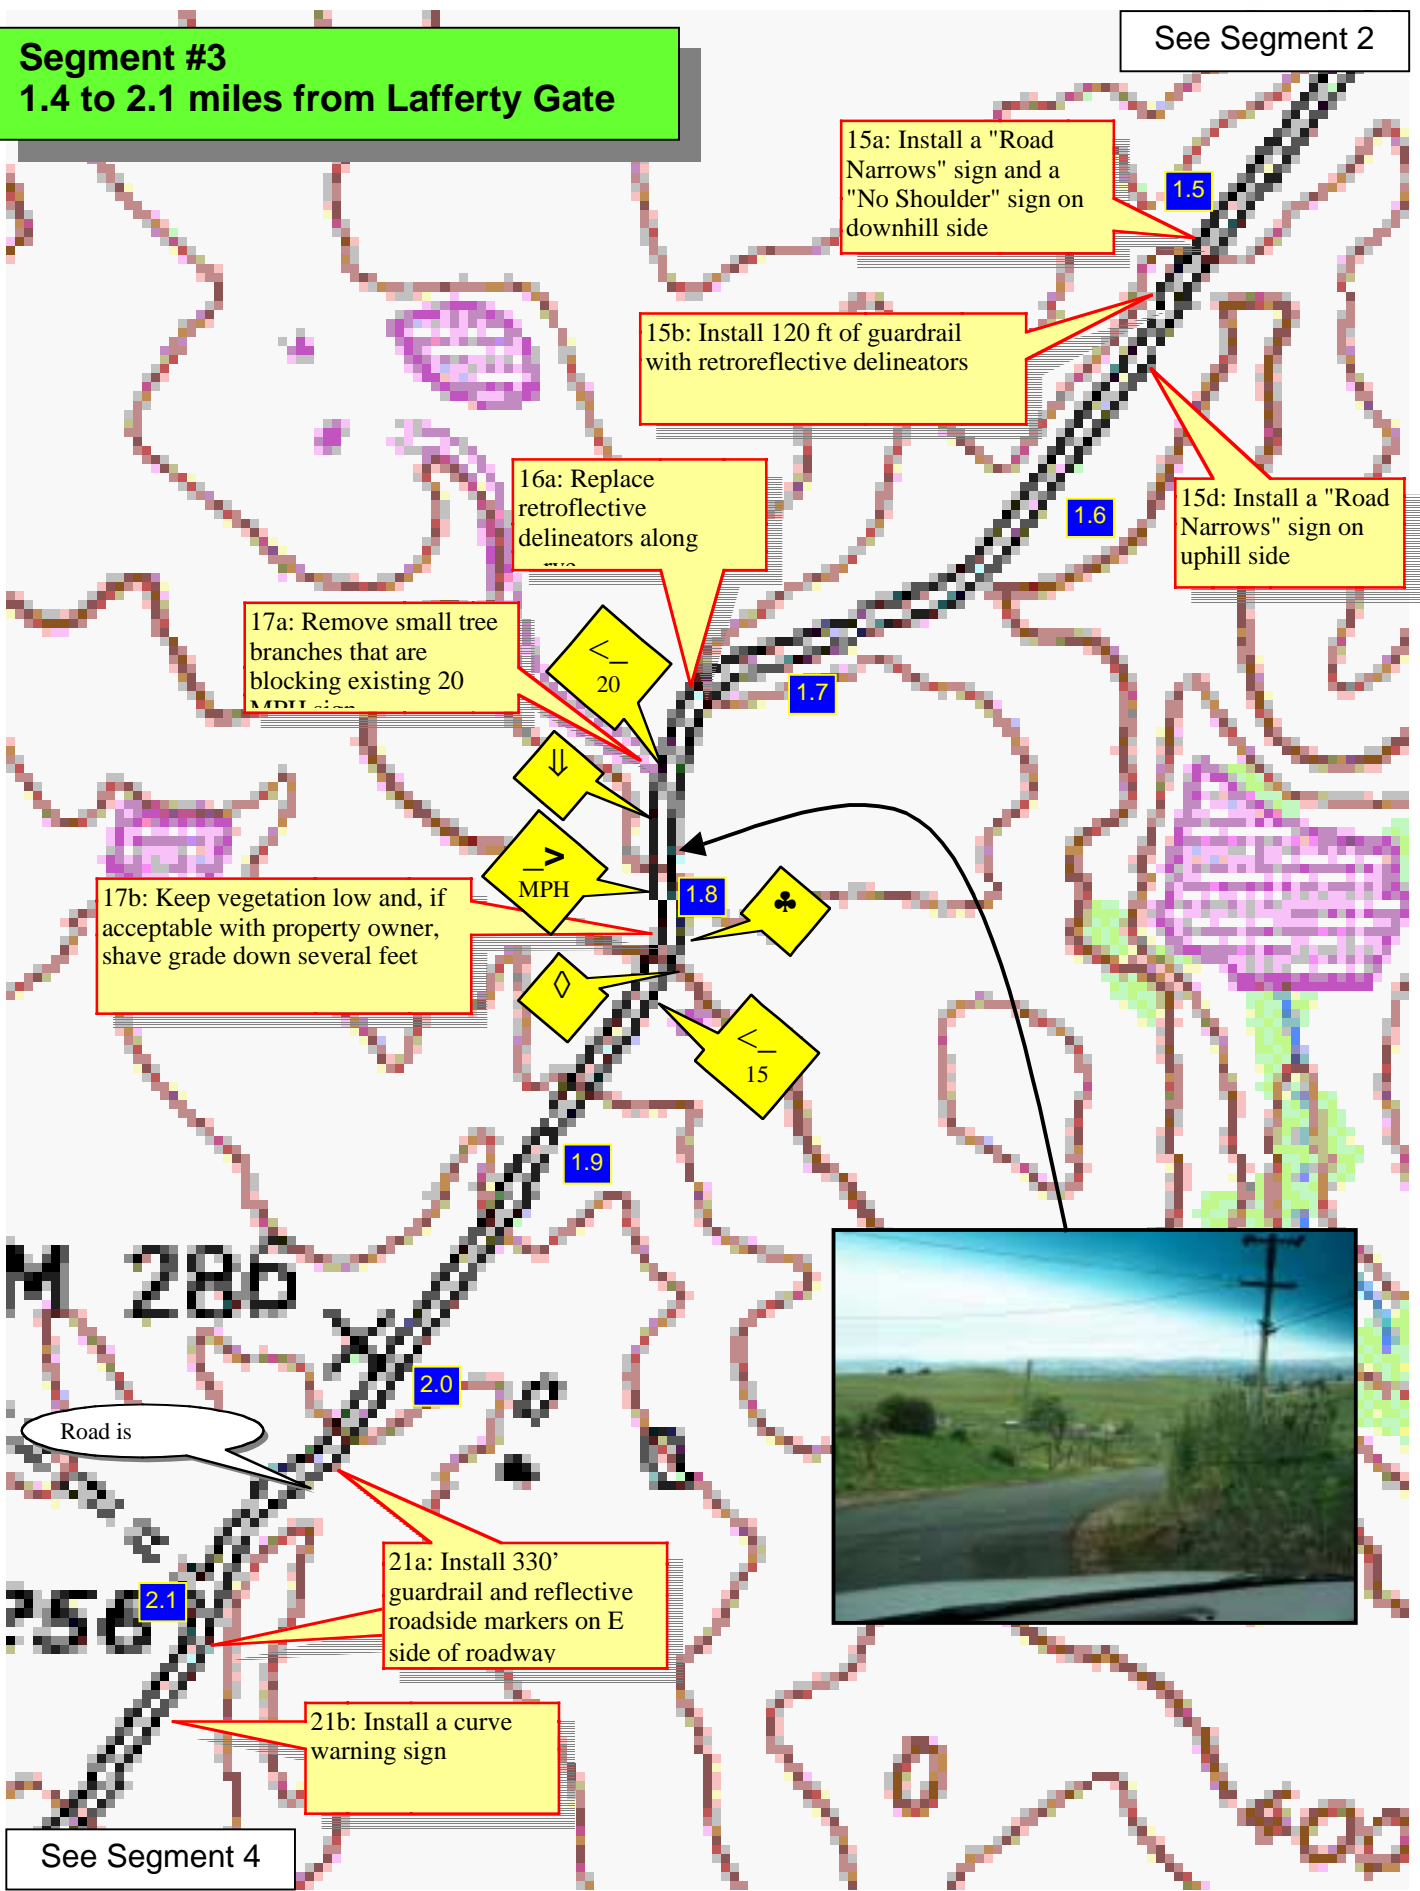 Segment #3
1.4 to 2.1 miles from Lafferty Gate
See Segment 2
15a: Install a "Road
Narrows" sign and a
"No Shoulder" sign on
downhill side
1.5
15b: Install 120 ft of guardrail
with retroreflective delineators
16a: Replace
retroflective
delineators along
15d: Install a "Road
Narrows" sign on
uphill side
1.6
17a: Remove small tree
branches that are
blocking existing 20
MPH sign
<_
20
1.7
⇓
_>
MPH
1.8
♣
17b: Keep vegetation low and, if
acceptable with property owner,
shave grade down several feet
◊
<_
15
1.9
M 286
2.0
Road is
21a: Install 330’
guardrail and reflective
roadside markers on E
side of roadway
2.1
256
21b: Install a curve
warning sign
0
600
See Segment 4